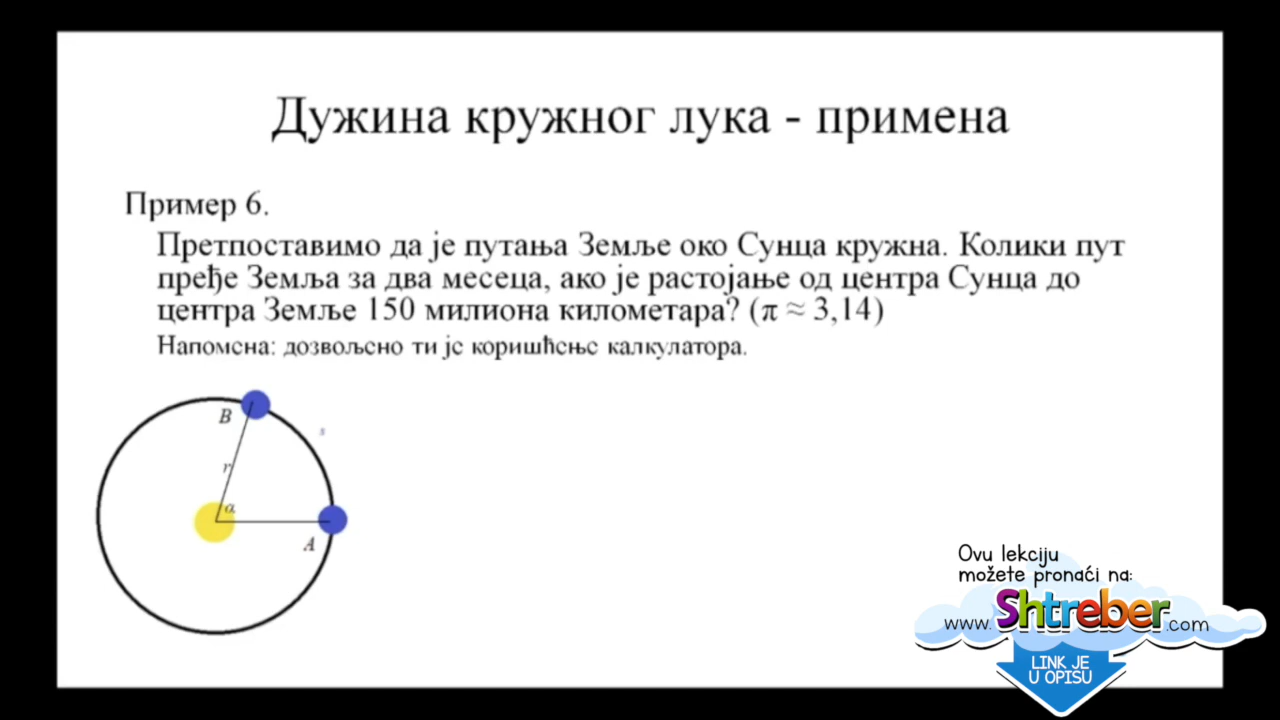 Дужина кружног лука - примена
Пример 6.
Претпоставимо да је путања Земље око Сунца кружна. Колики пут
пређе Земља за два месеца, ако је растојање од центра Сунца до
центра Земље 150 милиона километара? (π ≈ 3,14)
Напомена: дозвољено ти је коришћење калкулатора.
B
s
r
α
A
Ovu lekciju
možete pronaći na:
www.Shtreber.com
LINK JE
U OPISU